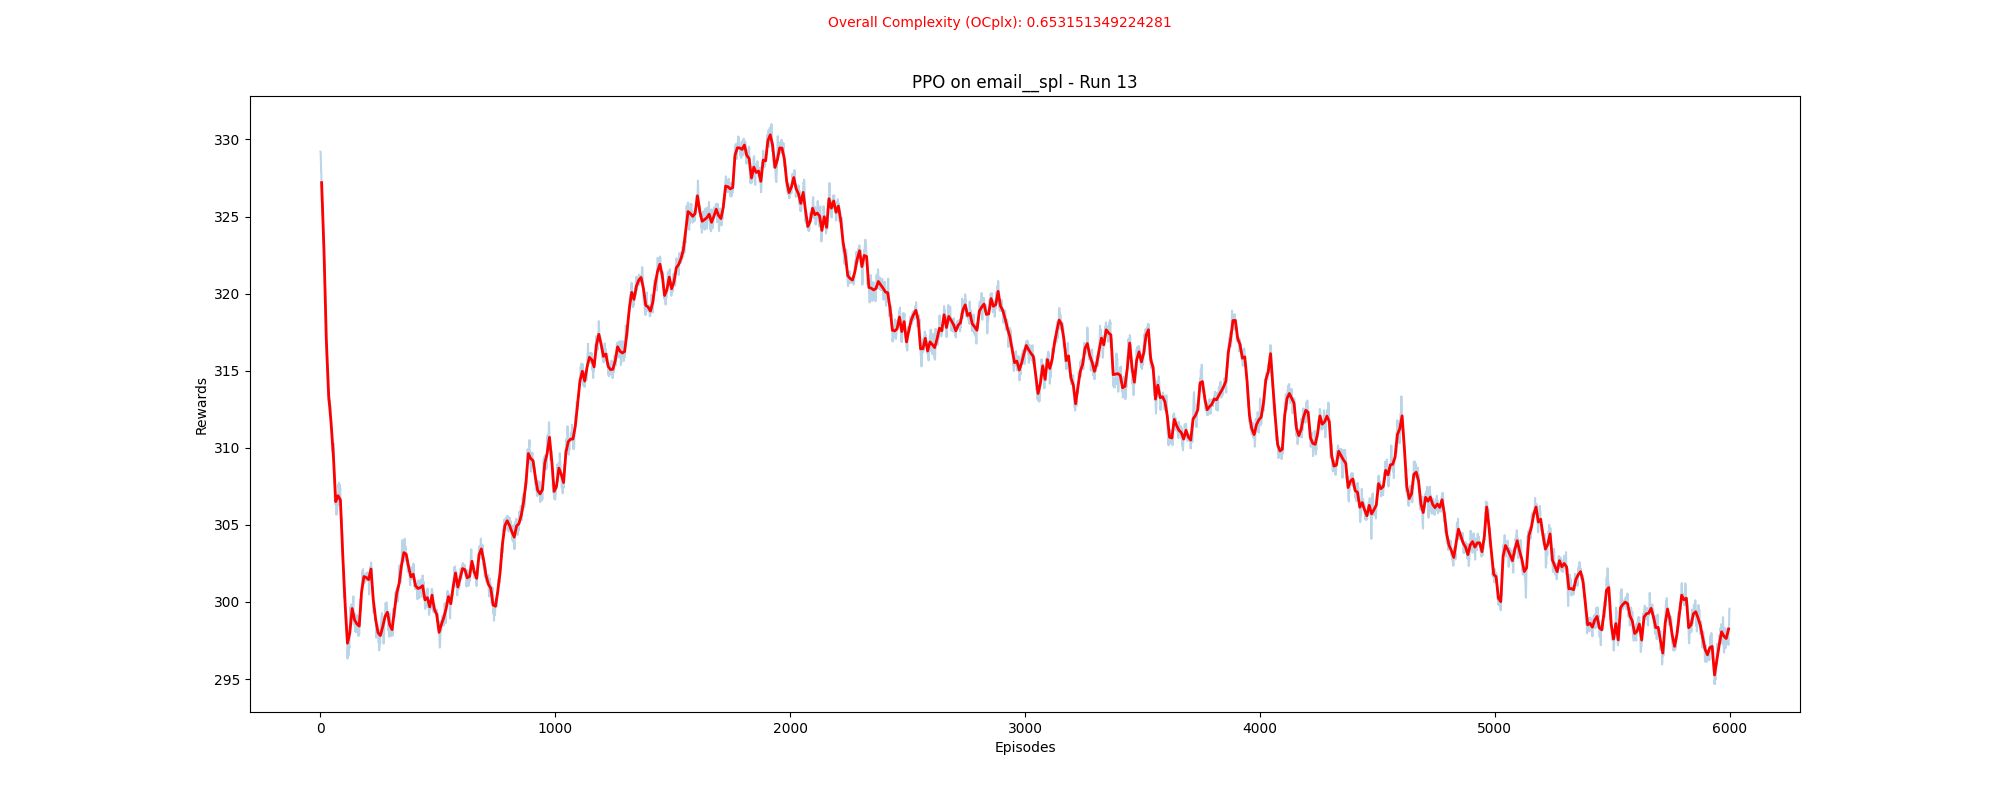 Overall Complexity (OCplx): 0.653151349224281
PPO on email__spl - Run 13
Rewards
330
325
320
315
310
305
300
295
0 1000 2000 3000 4000 5000 6000
Episodes